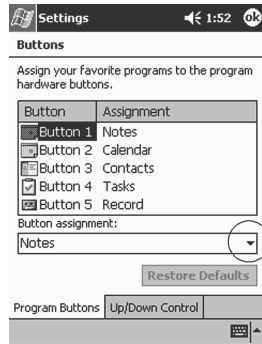 Settings 1:52 ok
Buttons
Assign your favorite programs to the program
hardware buttons.
Button Assignment
Button 1 Notes
Button 2 Calendar
Button 3 Contacts
Button 4 Tasks
Button 5 Record
Button assignment:
Notes
Restore Defaults
Program Buttons Up/Down Control